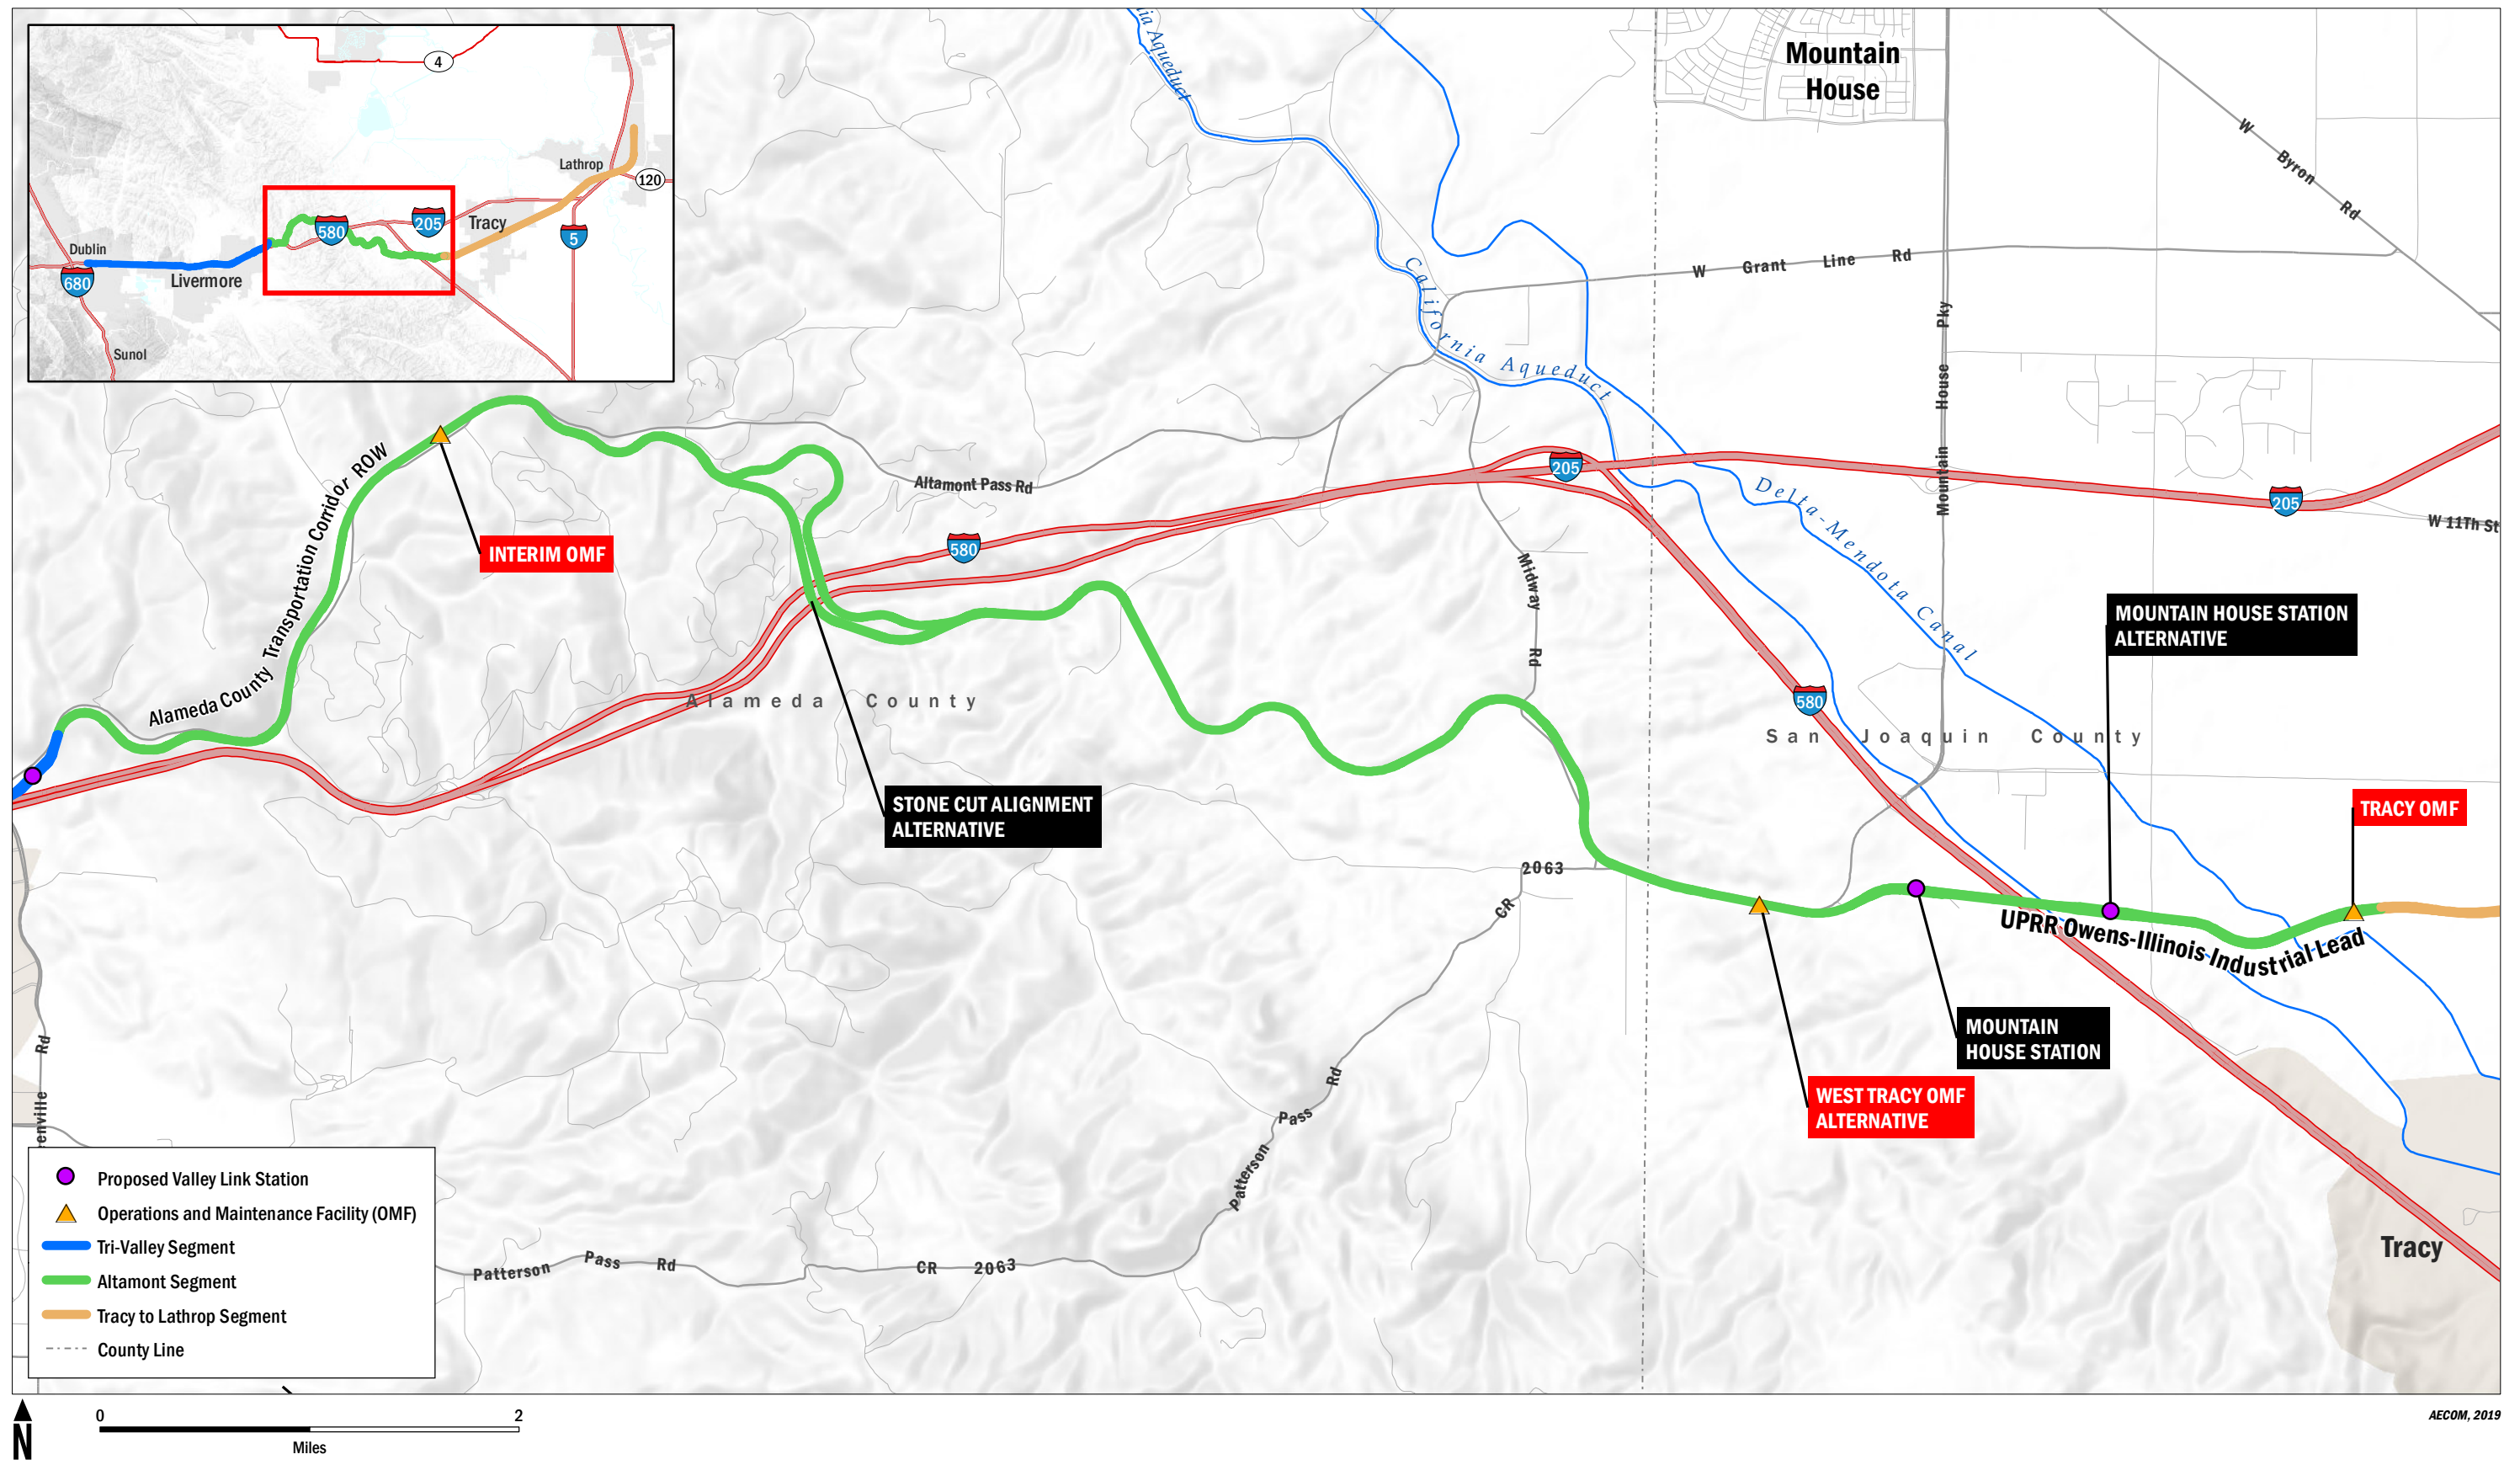 4
Lathrop
120
580
205
Tracy
5
Dublin
680
Livermore
Sunol
Aqueduct
Mountain
House
W Byron Rd
W Grant Line Rd
California Aqueduct
Mountain House Pky
Alameda County Transportation Corridor ROW
INTERIM OMF
Altamont Pass Rd
205
580
205
W 11Th St
Delta-Mendota Canal
Midway Rd
MOUNTAIN HOUSE STATION
ALTERNATIVE
580
Alameda County
San Joaquin County
STONE CUT ALIGNMENT
ALTERNATIVE
TRACY OMF
2063
CR
UPRR Owens-Illinois Industrial Lead
MOUNTAIN
HOUSE STATION
WEST TRACY OMF
ALTERNATIVE
Rd
Patterson Pass Rd
Patterson Pass Rd
CR 2063
Tracy
Proposed Valley Link Station
Operations and Maintenance Facility (OMF)
Tri-Valley Segment
Altamont Segment
Tracy to Lathrop Segment
County Line
N
0 2
Miles
AECOM, 2019